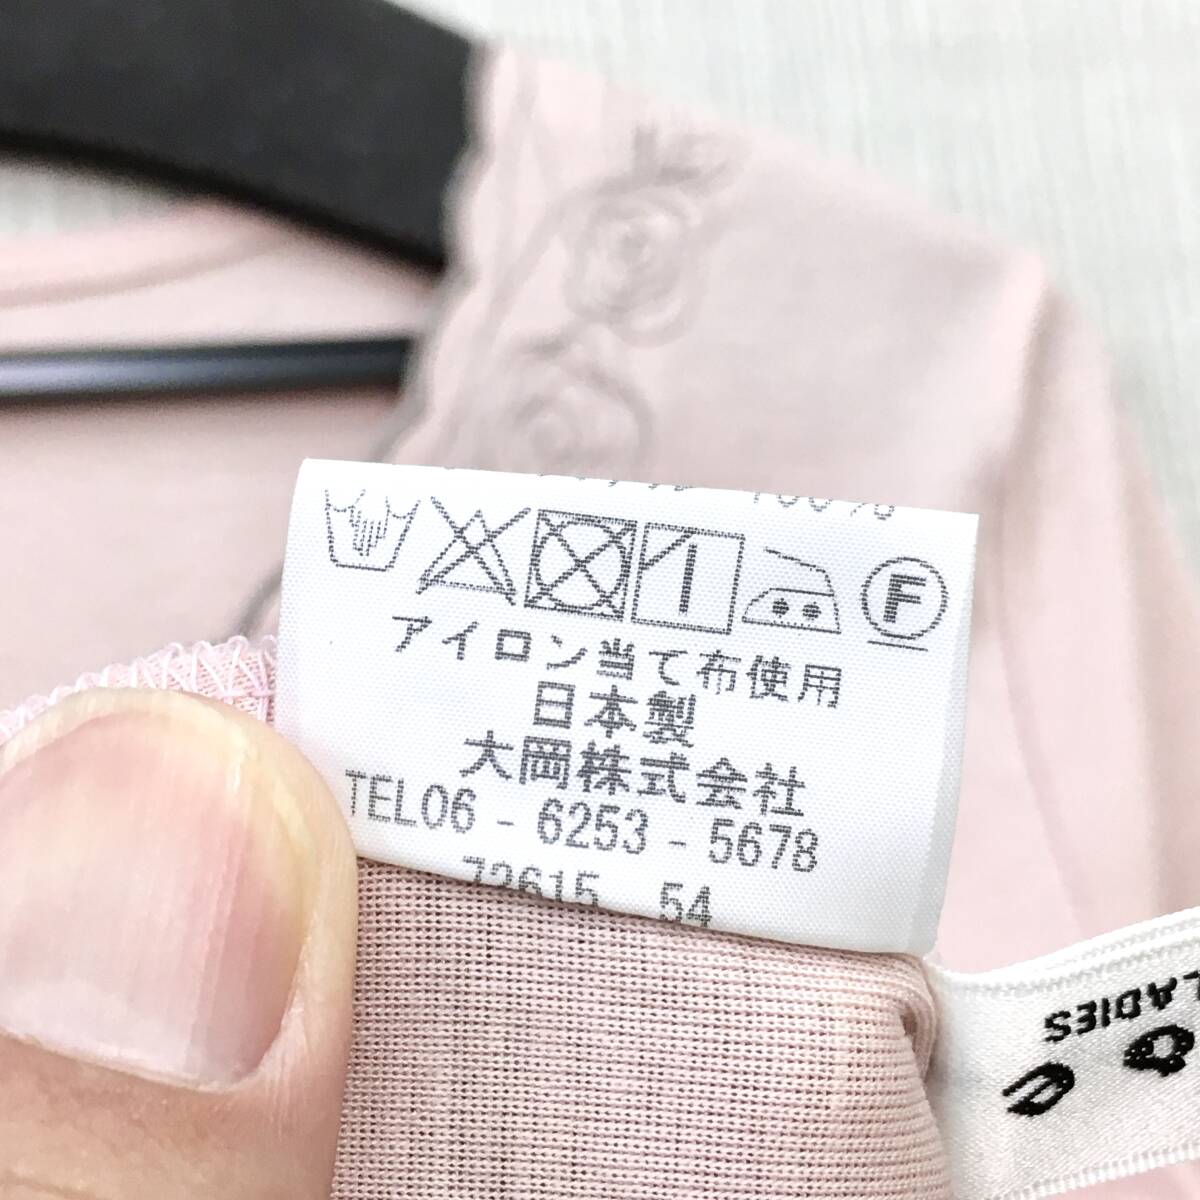 100%
F
アイロン当て布使用
日本製
大岡株式会社
TEL06 - 6253 - 5678
72615 54
LADIES